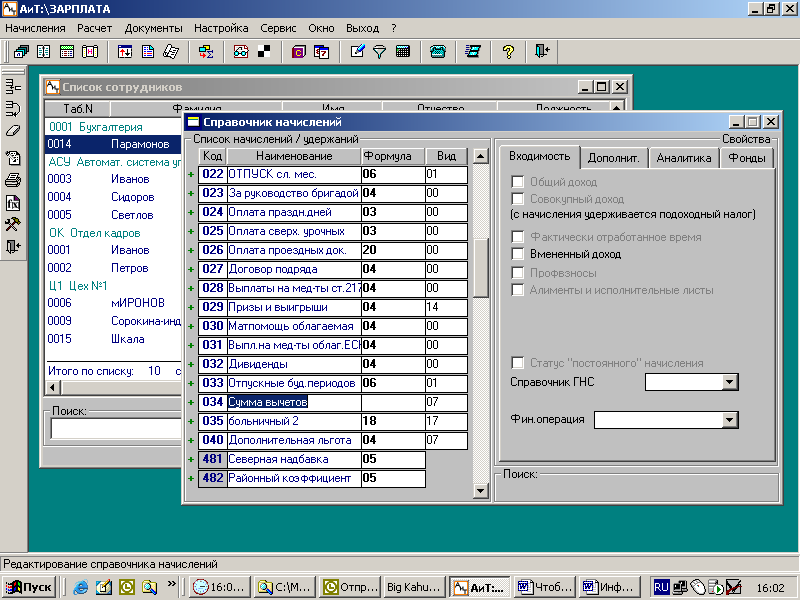 АиТ:\ЗАРПЛАТА
Начисления Расчет Документы Настройка Сервис Окно Выход ?
Список сотрудников
Таб.N Фамилия Имя Отчество Должность
0001 Бухгалтерия
0014 Парамонов
АСУ Автомат. система уп
0003 Иванов
0004 Сидоров
0005 Светлов
ОК Отдел кадров
0001 Иванов
0002 Петров
Ц1 Цех №1
0006 мИРОНОВ
0009 Сорокина-инд
0015 Шкала
Итого по списку: 10 с
Поиск:
Справочник начислений
Список начислений / удержаний
Код Наименование Формула Вид
+ 022 ОТПУСК сл. мес. 06 01
+ 023 За руководство бригадой 04 00
+ 024 Оплата праздн.дней 03 00
+ 025 Оплата сверх. урочных 03 00
+ 026 Оплата проездных док. 20 00
+ 027 Договор подряда 04 00
+ 028 Выплаты на мед-ты ст.217 04 00
+ 029 Призы и выигрыши 04 14
+ 030 Матпомощь облагаемая 04 00
+ 031 Выпл.на мед-ты облаг.ЕСН 04 00
+ 032 Дивиденды 04 00
+ 033 Отпускные буд.периодов 06 01
+ 034 Сумма вычетов 07
+ 035 больничный 2 18 17
+ 040 Дополнительная льгота 04 07
+ 481 Северная надбавка 05
+ 482 Районный коэффициент 05
Свойства
Входимость Дополнит. Аналитика Фонды
Общий доход
Совокупный доход
(с начисления удерживается подоходный налог)
Фактически отработанное время
Вмененный доход
Профвзносы
Алименты и исполнительные листы
Статус "постоянного" начисления
Справочник ГНС
Фин.операция
Поиск:
Редактирование справочника начислений
Пуск » 16:0... C:\М... Отпр... Big Kahu... АиТ:... Чтоб... Инф... RU 16:02